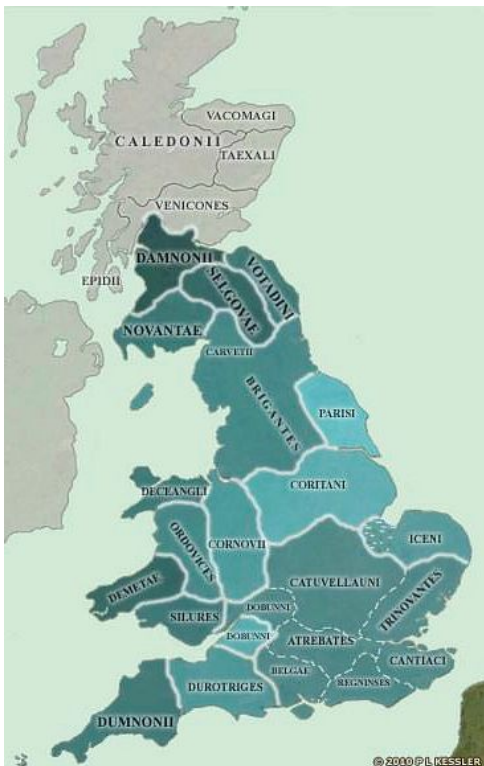 VACOMAGI
CALEDONII
TAEXALI
VENICONES
EPIDII
DAMNONII
SELGOVAE
VOTADINI
NOVANTAE
CARVETII
BRIGANTES
PARISI
DECEANGLI
ORDOVICES
CORNOVII
CORITANI
ICENI
DEMETAE
SILURES
DOBUNNI
CATUVELLAUNI
TRINOVANTES
DOBUNNI
ATREBATES
CANTIACI
BELGAE
REGNINSES
DUROTRIGES
DUMNONII
© 2010 P L KESSLER